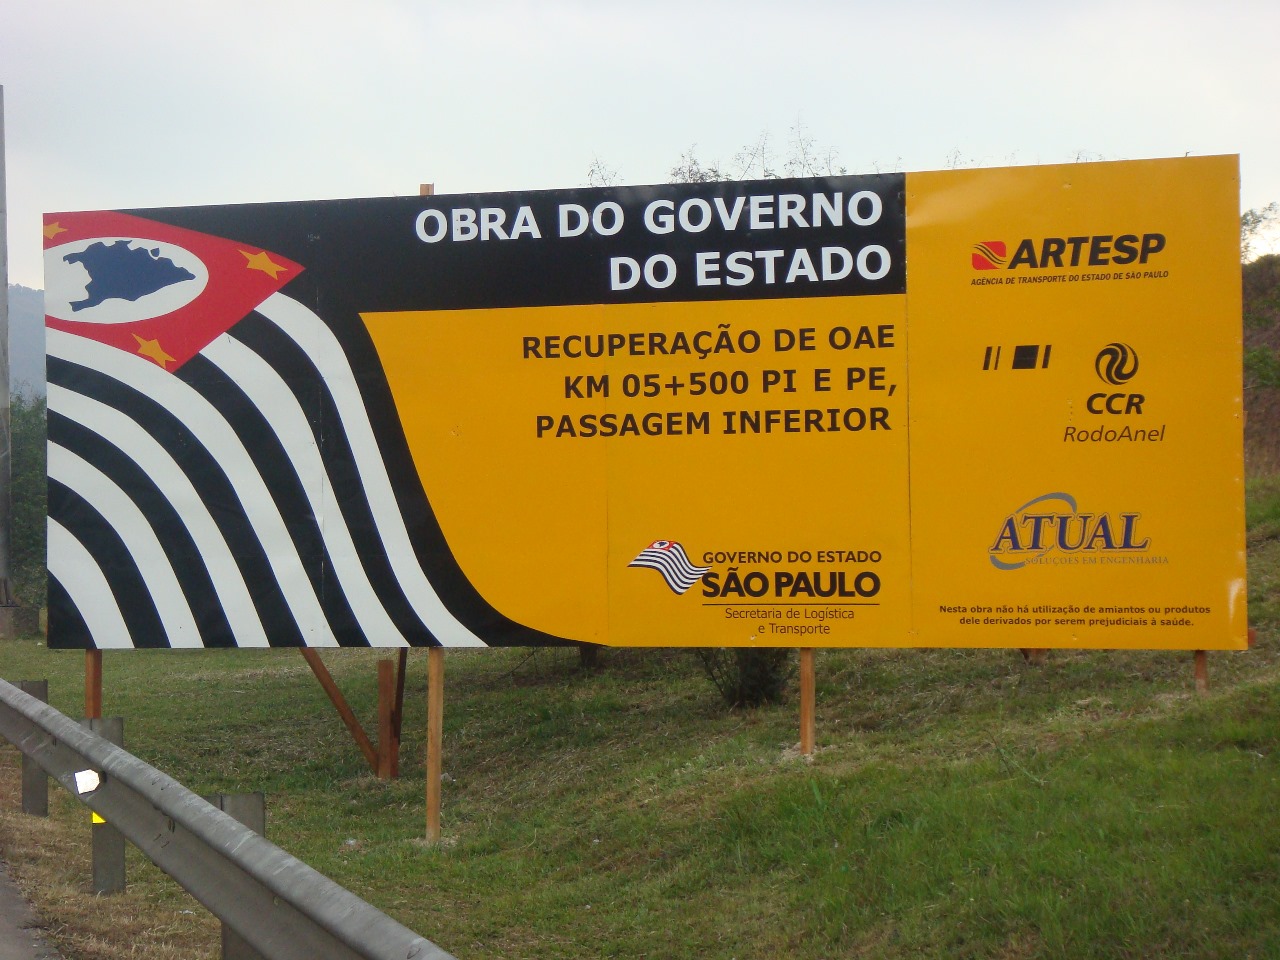 OBRA DO GOVERNO
DO ESTADO
RECUPERAÇÃO DE OAE
KM 05+500 PI E PE,
PASSAGEM INFERIOR
GOVERNO DO ESTADO
SÃO PAULO
Secretaria de Logística
e Transporte
ARTESP
AGÊNCIA DE TRANSPORTE DO ESTADO DE SÃO PAULO
CCR
RodoAnel
ATUAL
SOLUÇÕES EM ENGENHARIA
Nesta obra não há utilização de amiantos ou produtos
dele derivados por serem prejudiciais à saúde.